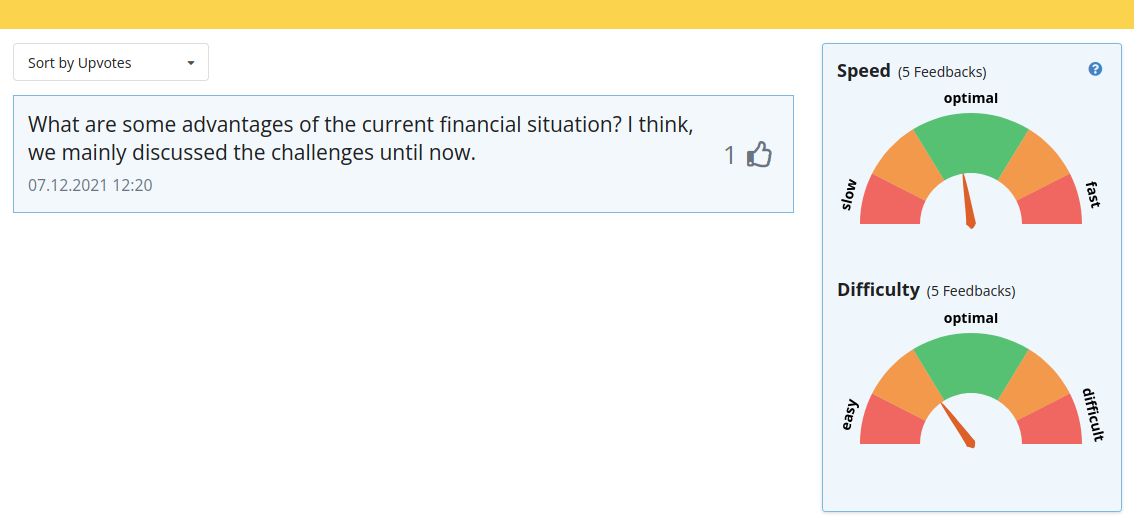 Sort by Upvotes
What are some advantages of the current financial situation? I think,
we mainly discussed the challenges until now.
07.12.2021 12:20
1
Speed (5 Feedbacks)
?
optimal
slow
fast
Difficulty (5 Feedbacks)
optimal
easy
difficult